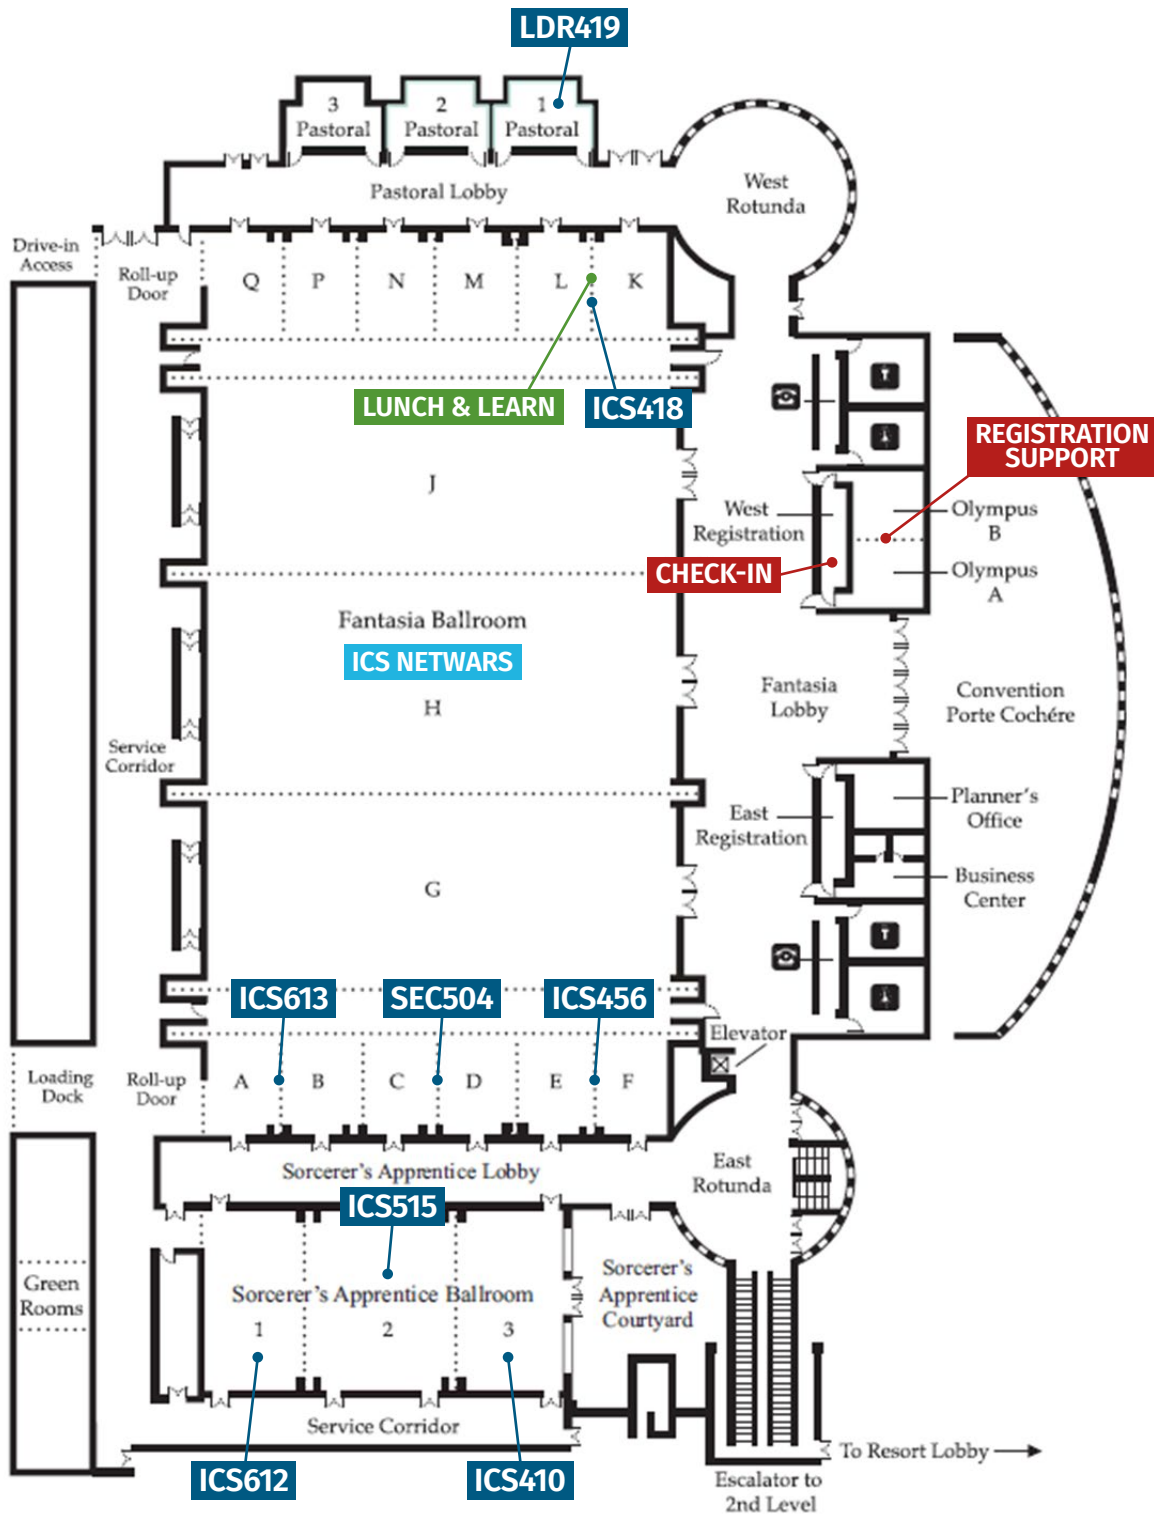 LDR419
3
Pastoral
2
Pastoral
1
Pastoral
West
Rotunda
Pastoral Lobby
Drive-in
Access
Roll-up
Door
Q
P
N
M
L
K
LUNCH & LEARN
ICS418
REGISTRATION
SUPPORT
J
West
Registration
Olympus
B
CHECK-IN
Olympus
A
Fantasia Ballroom
ICS NETWARS
H
Fantasia
Lobby
Convention
Porte Cochére
Service
Corridor
East
Registration
Planner's
Office
Business
Center
G
ICS613
SEC504
ICS456
Elevator
Loading
Dock
Roll-up
Door
A
B
C
D
E
F
Sorcerer's Apprentice Lobby
East
Rotunda
ICS515
Green
Rooms
Sorcerer's Apprentice Ballroom
1
2
3
Sorcerer's
Apprentice
Courtyard
Service Corridor
To Resort Lobby
ICS612
ICS410
Escalator to
2nd Level